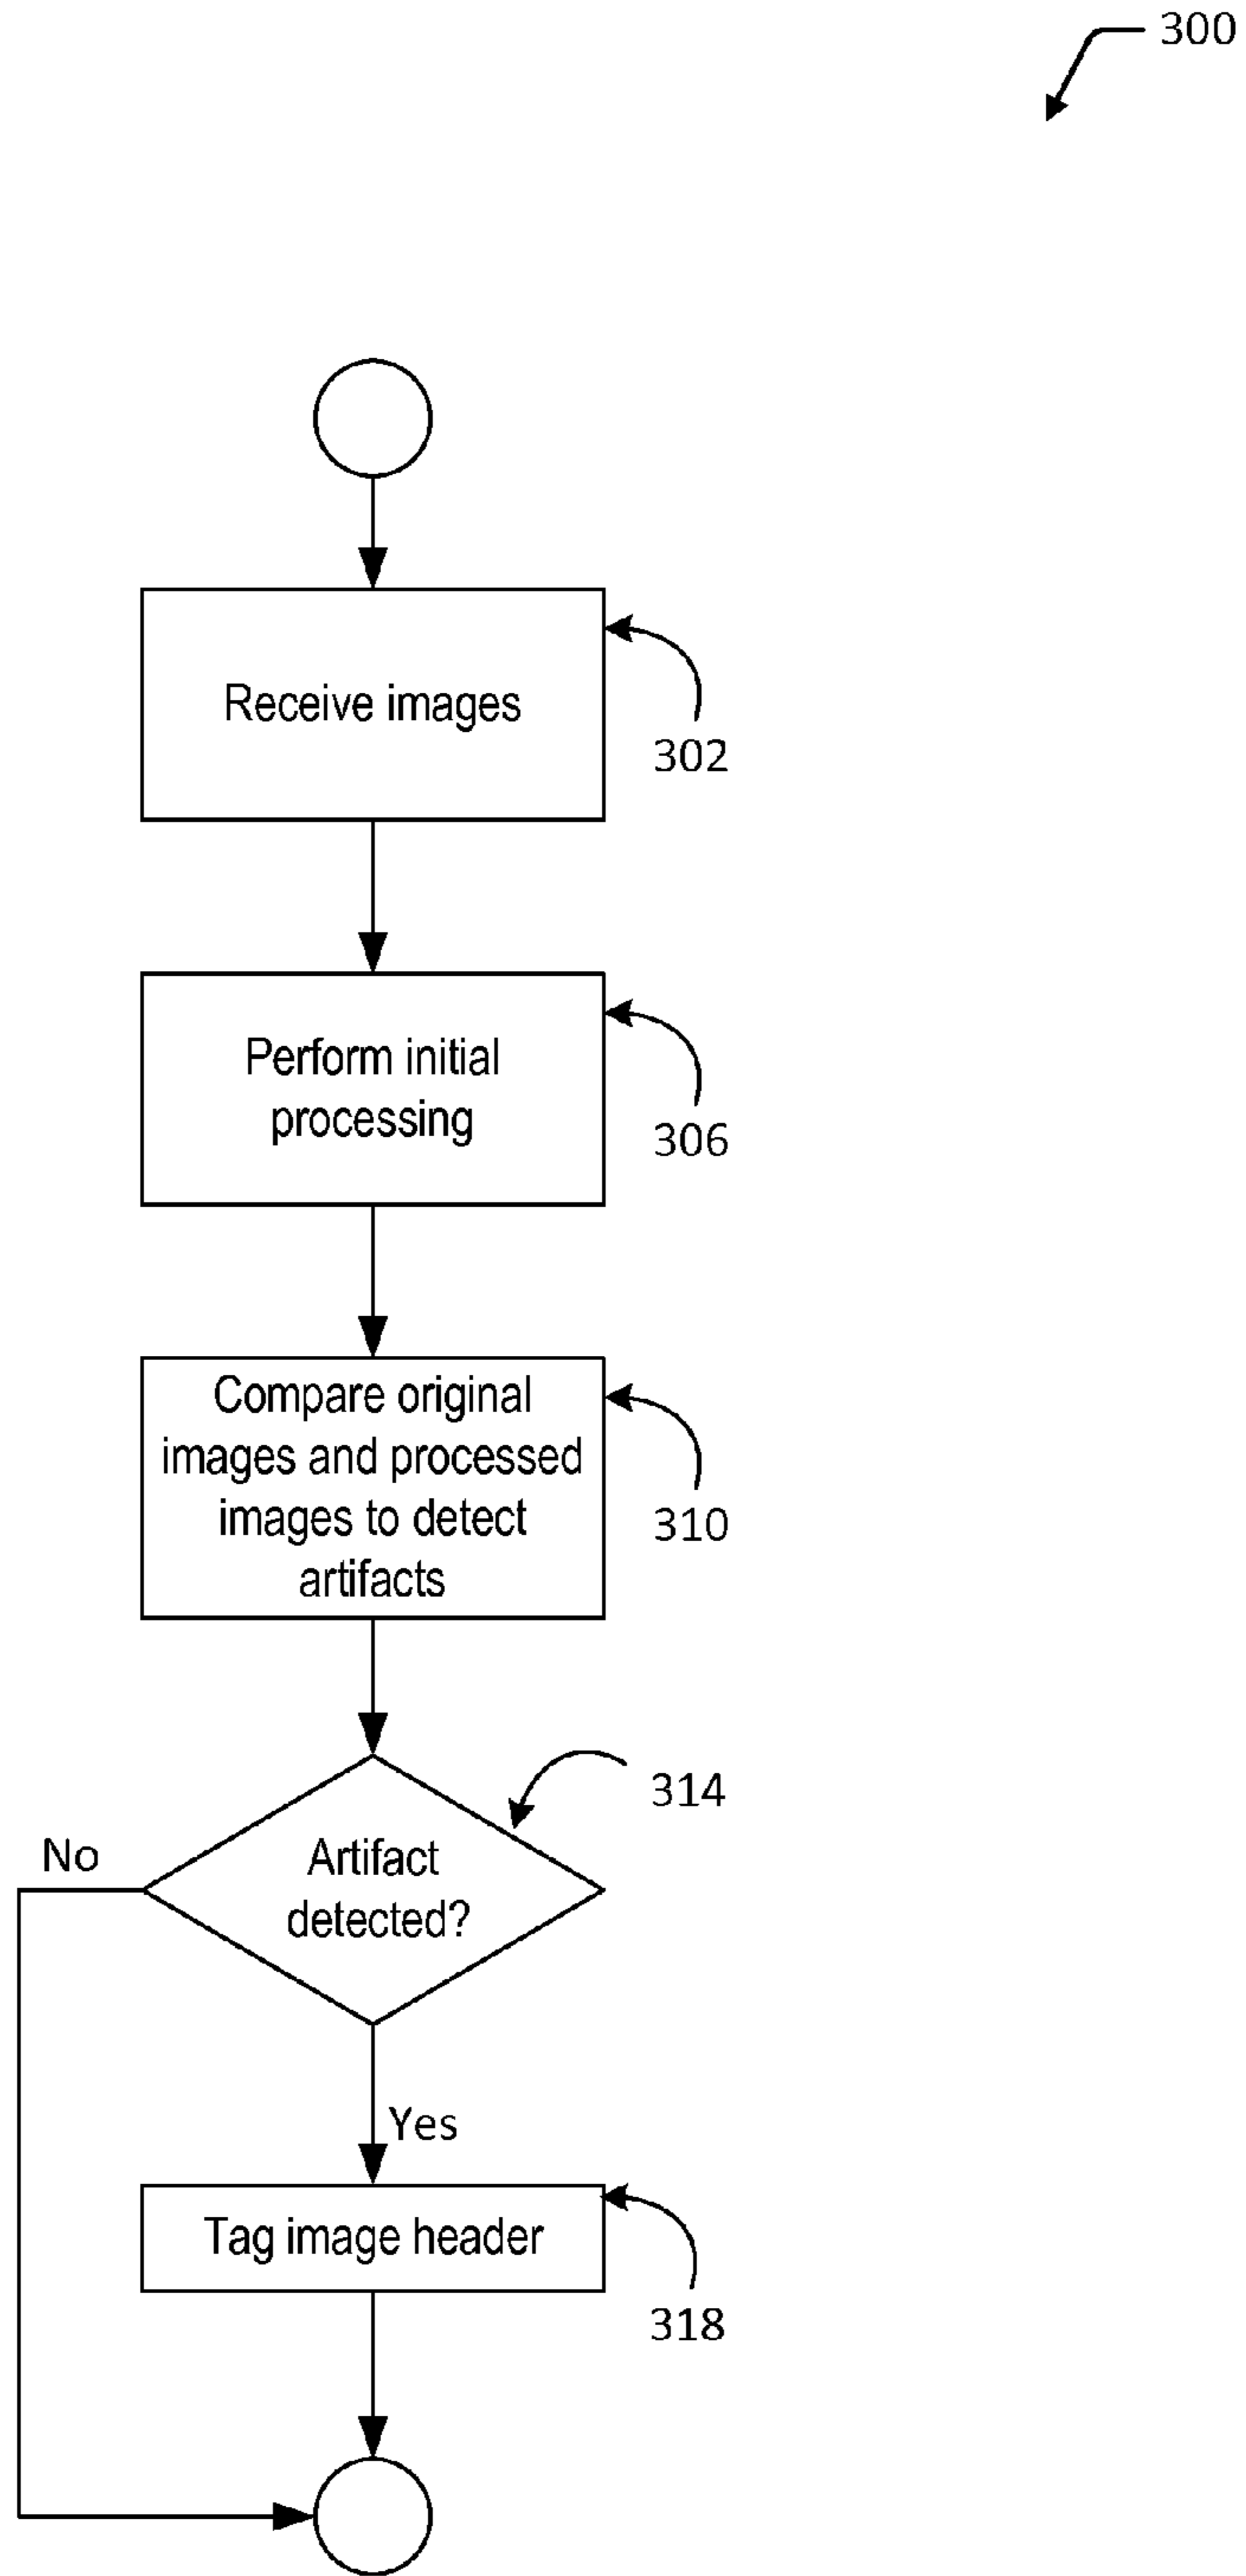 300
Receive images
302
Perform initial
processing
306
Compare original
images and processed
images to detect
artifacts
310
314
No
Artifact
detected?
Yes
Tag image header
318